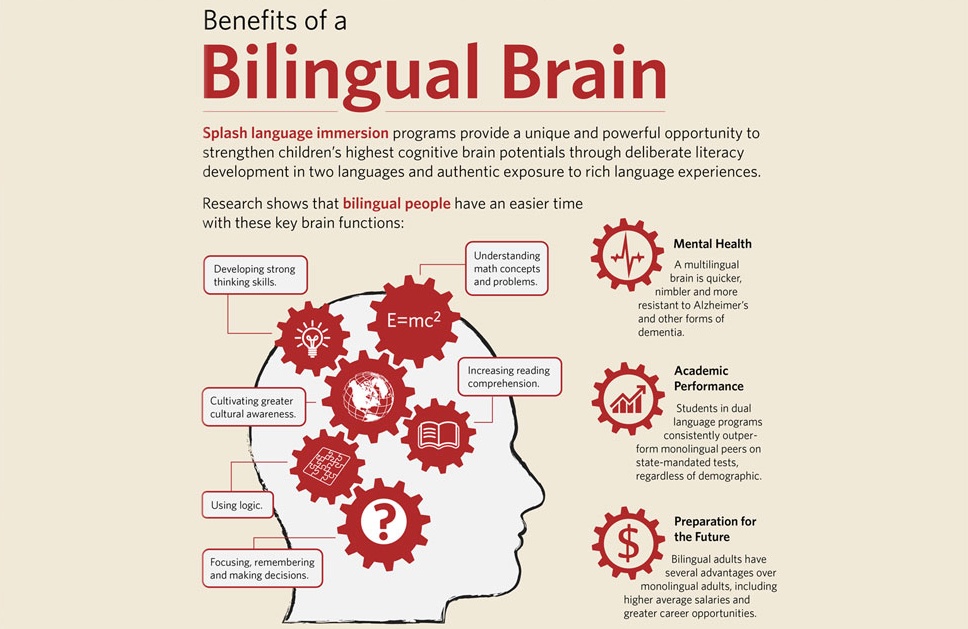 Benefits of a
Bilingual Brain
Splash language immersion programs provide a unique and powerful opportunity to
strengthen children's highest cognitive brain potentials through deliberate literacy
development in two languages and authentic exposure to rich language experiences.
Research shows that bilingual people have an easier time
with these key brain functions:
Developing strong
thinking skills.
Understanding
math concepts
and problems.
E=mc²
Increasing reading
comprehension.
Cultivating greater
cultural awareness.
Using logic.
?
Focusing, remembering
and making decisions.
Mental Health
A multilingual
brain is quicker,
nimbler and more
resistant to Alzheimer's
and other forms of
dementia.
Academic
Performance
Students in dual
language programs
consistently outper-
form monolingual peers on
state-mandated tests,
regardless of demographic.
$
Preparation for
the Future
Bilingual adults have
several advantages over
monolingual adults, including
higher average salaries and
greater career opportunities.